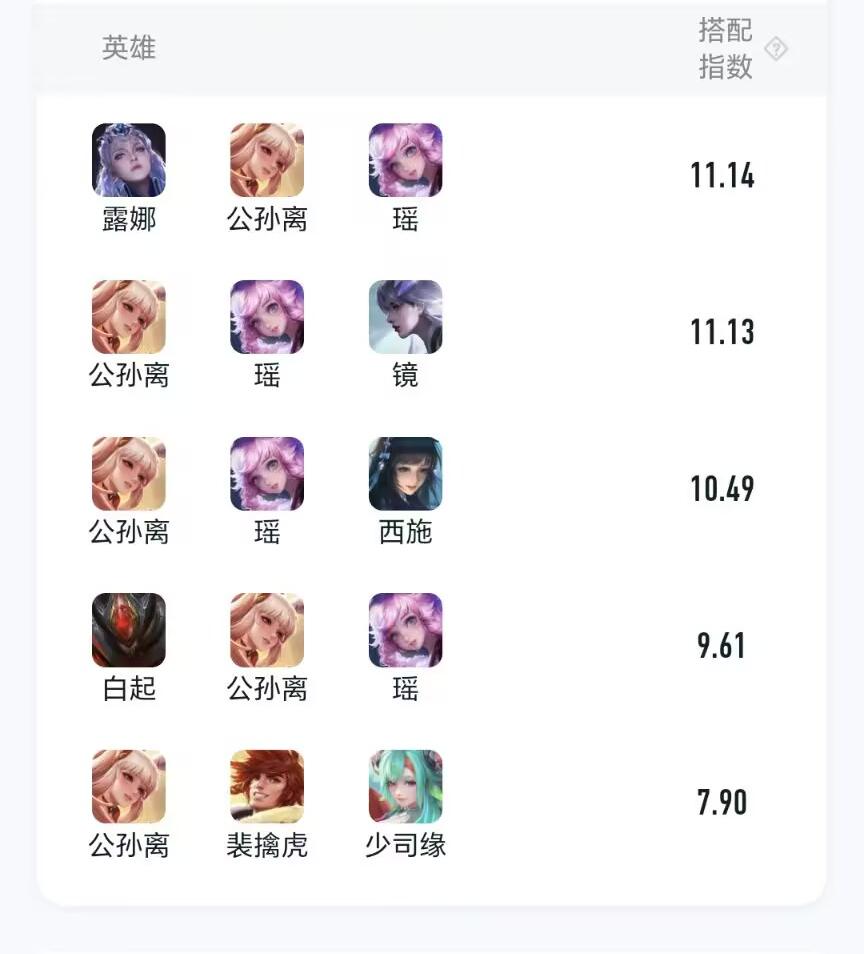 英雄
搭配
指数
?
露娜 公孙离 瑶 11.14
公孙离 瑶 镜 11.13
公孙离 瑶 西施 10.49
白起 公孙离 瑶 9.61
公孙离 裴擒虎 少司缘 7.90